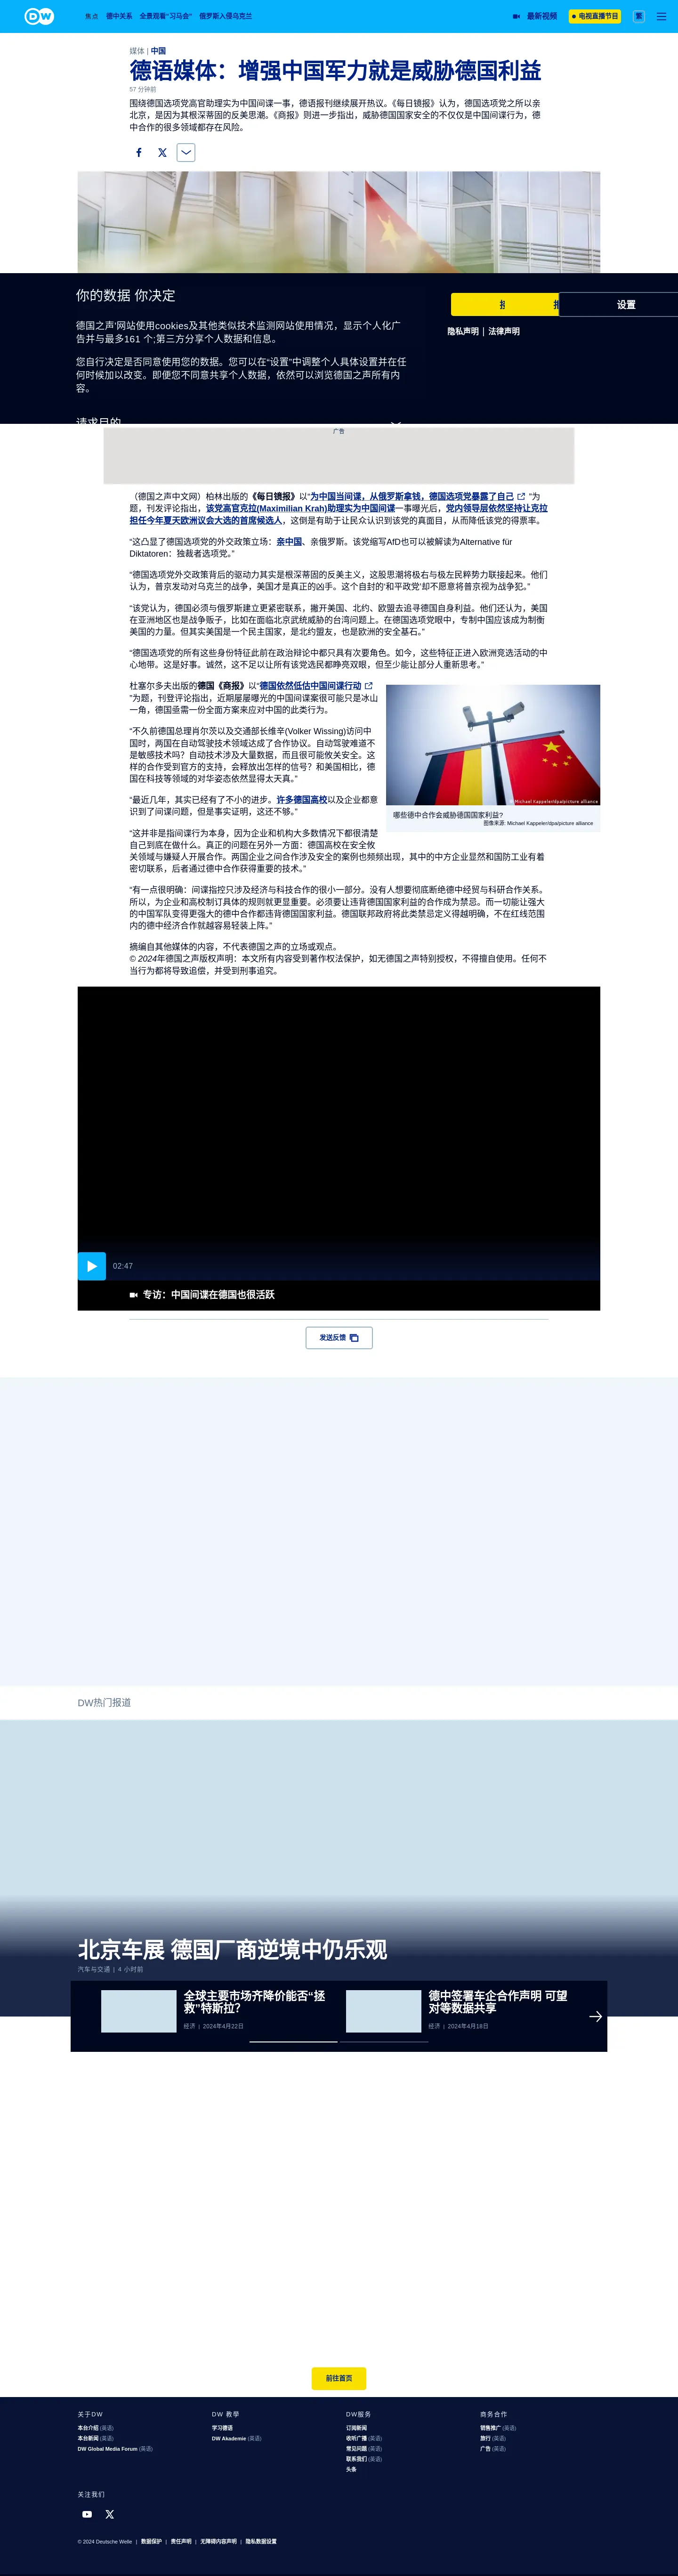 DW
焦点 德中关系 全景观看“习马会” 俄罗斯入侵乌克兰
最新视频 电视直播节目 繁
媒体 | 中国
德语媒体：增强中国军力就是威胁德国利益
57 分钟前
围绕德国选项党高官助理实为中国间谍一事，德语报刊继续展开热议。《每日镜报》认为，德国选项党之所以亲
北京，是因为其根深蒂固的反美思潮。《商报》则进一步指出，威胁德国国家安全的不仅仅是中国间谍行为，德
中合作的很多领域都存在风险。
你的数据 你决定
德国之声'网站使用cookies及其他类似技术监测网站使用情况，显示个人化广
告并与最多161 个;第三方分享个人数据和信息。
您自行决定是否同意使用您的数据。您可以在“设置”中调整个人具体设置并在任
何时候加以改变。即便您不同意共享个人数据，依然可以浏览德国之声所有内
容。
请求目的
设置
隐私声明 | 法律声明
广告
（德国之声中文网）柏林出版的《每日镜报》以“为中国当间谍，从俄罗斯拿钱，德国选项党暴露了自己 ”为
题，刊发评论指出，该党高官克拉(Maximilian Krah)助理实为中国间谍一事曝光后，党内领导层依然坚持让克拉
担任今年夏天欧洲议会大选的首席候选人，这倒是有助于让民众认识到该党的真面目，从而降低该党的得票率。
“这凸显了德国选项党的外交政策立场：亲中国、亲俄罗斯。该党缩写AfD也可以被解读为Alternative für
Diktatoren：独裁者选项党。”
“德国选项党外交政策背后的驱动力其实是根深蒂固的反美主义，这股思潮将极右与极左民粹势力联接起来。他们
认为，普京发动对乌克兰的战争，美国才是真正的凶手。这个自封的‘和平政党’却不愿意将普京视为战争犯。”
“该党认为，德国必须与俄罗斯建立更紧密联系，撇开美国、北约、欧盟去追寻德国自身利益。他们还认为，美国
在亚洲地区也是战争贩子，比如在面临北京武统威胁的台湾问题上。在德国选项党眼中，专制中国应该成为制衡
美国的力量。但其实美国是一个民主国家，是北约盟友，也是欧洲的安全基石。”
“德国选项党的所有这些身份特征此前在政治辩论中都只具有次要角色。如今，这些特征正进入欧洲竞选活动的中
心地带。这是好事。诚然，这不足以让所有该党选民都睁亮双眼，但至少能让部分人重新思考。”
杜塞尔多夫出版的德国《商报》以“德国依然低估中国间谍行动
”为题，刊登评论指出，近期屡屡曝光的中国间谍案很可能只是冰山
一角，德国亟需一份全面方案来应对中国的此类行为。
© Michael Kappeler/dpa/picture alliance
哪些德中合作会威胁德国国家利益?
图像来源: Michael Kappeler/dpa/picture alliance
“不久前德国总理肖尔茨以及交通部长维辛(Volker Wissing)访问中
国时，两国在自动驾驶技术领域达成了合作协议。自动驾驶难道不
是敏感技术吗？自动技术涉及大量数据，而且很可能攸关安全。这
样的合作受到官方的支持，会释放出怎样的信号？和美国相比，德
国在科技等领域的对华姿态依然显得太天真。”
“最近几年，其实已经有了不小的进步。许多德国高校以及企业都意
识到了间谍问题，但是事实证明，这还不够。”
“这并非是指间谍行为本身，因为企业和机构大多数情况下都很清楚
自己到底在做什么。真正的问题在另外一方面：德国高校在安全攸
关领域与嫌疑人开展合作。两国企业之间合作涉及安全的案例也频频出现，其中的中方企业显然和国防工业有着
密切联系，后者通过德中合作获得重要的技术。”
“有一点很明确：间谍指控只涉及经济与科技合作的很小一部分。没有人想要彻底断绝德中经贸与科研合作关系。
所以，为企业和高校制订具体的规则就更显重要。必须要让违背德国国家利益的合作成为禁忌。而一切能让强大
的中国军队变得更强大的德中合作都违背德国国家利益。德国联邦政府将此类禁忌定义得越明确，不在红线范围
内的德中经济合作就越容易轻装上阵。”
摘编自其他媒体的内容，不代表德国之声的立场或观点。
© 2024年德国之声版权声明：本文所有内容受到著作权法保护，如无德国之声特别授权，不得擅自使用。任何不
当行为都将导致追偿，并受到刑事追究。
02:47
专访：中国间谍在德国也很活跃
发送反馈
DW热门报道
北京车展 德国厂商逆境中仍乐观
汽车与交通 | 4 小时前
全球主要市场齐降价能否“拯
救”特斯拉？
经济 | 2024年4月22日
德中签署车企合作声明 可望
对等数据共享
经济 | 2024年4月18日
前往首页
关于DW
本台介绍 (英语)
本台新闻 (英语)
DW Global Media Forum (英语)
DW 教學
学习德语
DW Akademie (英语)
DW服务
订阅新闻
收听广播 (英语)
常见问题 (英语)
联系我们 (英语)
头条
商务合作
销售推广 (英语)
旅行 (英语)
广告 (英语)
关注我们
© 2024 Deutsche Welle | 数据保护 | 责任声明 | 无障碍内容声明 | 隐私数据设置